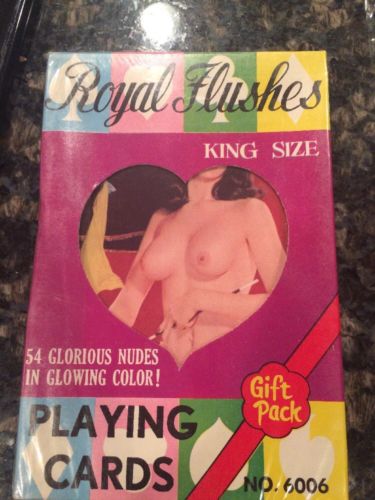 Royal Flushes
KING SIZE
54 GLORIOUS NUDES
IN GLOWING COLOR!
Gift
Pack
PLAYING
CARDS
NO. 6006